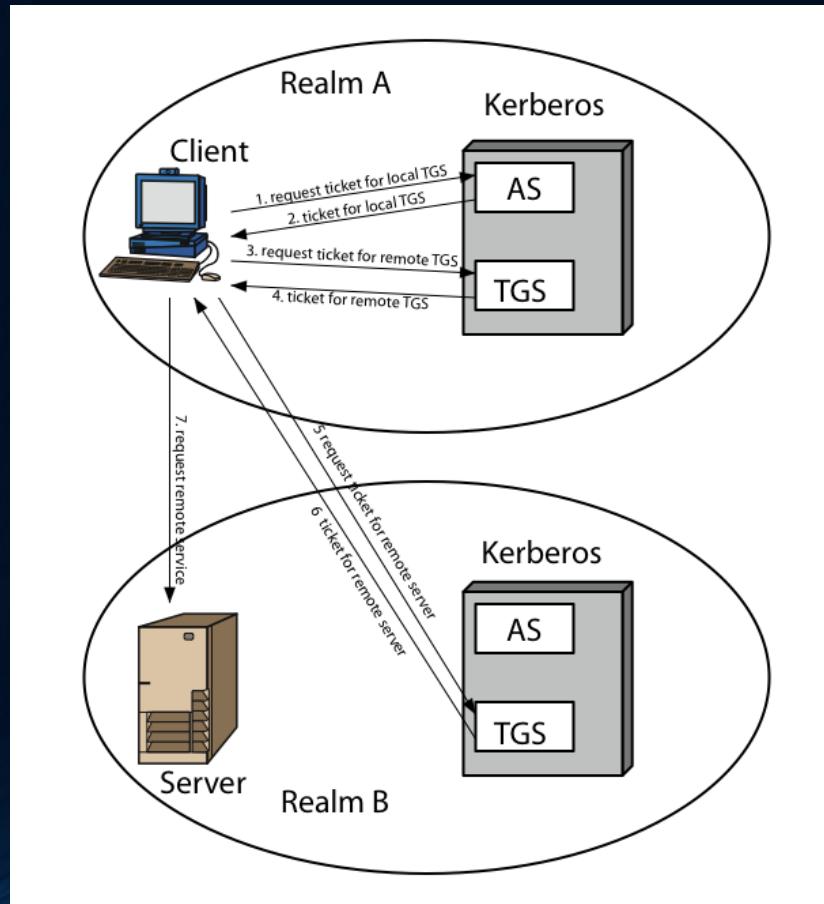 Realm A
Kerberos
Client
1. request ticket for local TGS
AS
2. ticket for local TGS
3. request ticket for remote TGS
TGS
4. ticket for remote TGS
7. request remote service
5 request ticket for remote server
6 ticket for remote server
Kerberos
AS
TGS
Server
Realm B